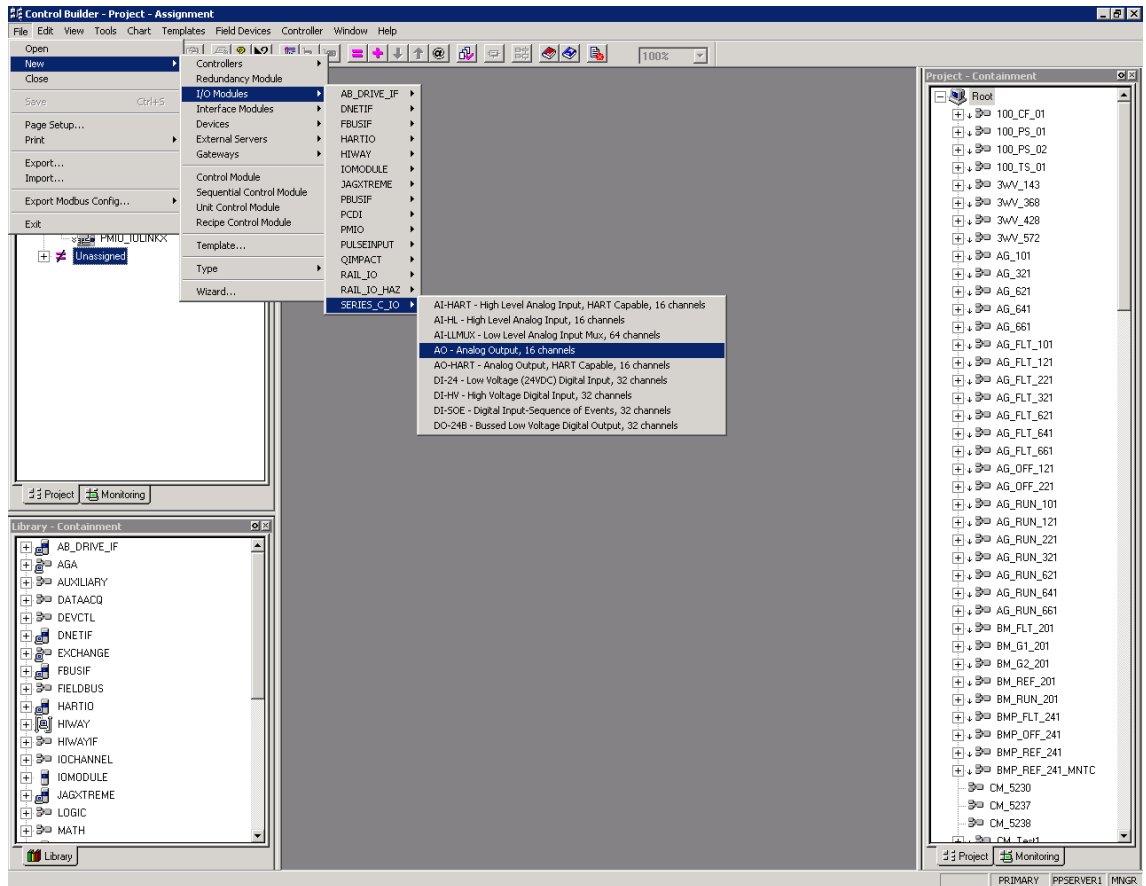 Control Builder - Project - Assignment
File Edit View Tools Chart Templates Field Devices Controller Window Help
100%
Open
New
Close
Save Ctrl+S
Page Setup...
Print
Export...
Import...
Export Modbus Config...
Exit
Controllers
Redundancy Module
I/O Modules
Interface Modules
Devices
External Servers
Gateways
Control Module
Sequential Control Module
Unit Control Module
Recipe Control Module
Template...
Type
Wizard...
AB_DRIVE_IF
DNETIF
FBUSIF
HARTIO
HIWAY
IOMODULE
JAGXTREME
PBUSIF
PCDI
PMIO
PULSEINPUT
QIMPACT
RAIL_IO
RAIL_IO_HAZ
SERIES_C_IO
AI-HART - High Level Analog Input, HART Capable, 16 channels
AI-HL - High Level Analog Input, 16 channels
AI-LLMUX - Low Level Analog Input Mux, 64 channels
AO - Analog Output, 16 channels
AO-HART - Analog Output, HART Capable, 16 channels
DI-24 - Low Voltage (24VDC) Digital Input, 32 channels
DI-HV - High Voltage Digital Input, 32 channels
DI-SOE - Digital Input-Sequence of Events, 32 channels
DO-24B - Bussed Low Voltage Digital Output, 32 channels
PMIO_IOLINKX
Unassigned
Project Monitoring
Library - Containment
AB_DRIVE_IF
AGA
AUXILIARY
DATAACQ
DEVCTL
DNETIF
EXCHANGE
FBUSIF
FIELDBUS
HARTIO
HIWAY
HIWAYIF
IOCHANNEL
IOMODULE
JAGXTREME
LOGIC
MATH
Library
Project - Containment
Root
100_CF_01
100_PS_01
100_PS_02
100_TS_01
3WV_143
3WV_368
3WV_428
3WV_572
AG_101
AG_321
AG_621
AG_641
AG_661
AG_FLT_101
AG_FLT_121
AG_FLT_221
AG_FLT_321
AG_FLT_621
AG_FLT_641
AG_FLT_661
AG_OFF_121
AG_OFF_221
AG_RUN_101
AG_RUN_121
AG_RUN_221
AG_RUN_321
AG_RUN_621
AG_RUN_641
AG_RUN_661
BM_FLT_201
BM_G1_201
BM_G2_201
BM_REF_201
BM_RUN_201
BMP_FLT_241
BMP_OFF_241
BMP_REF_241
BMP_REF_241_MNTC
CM_5230
CM_5237
CM_5238
CM_Test1
Project Monitoring
PRIMARY PPSERVER1 MNGR